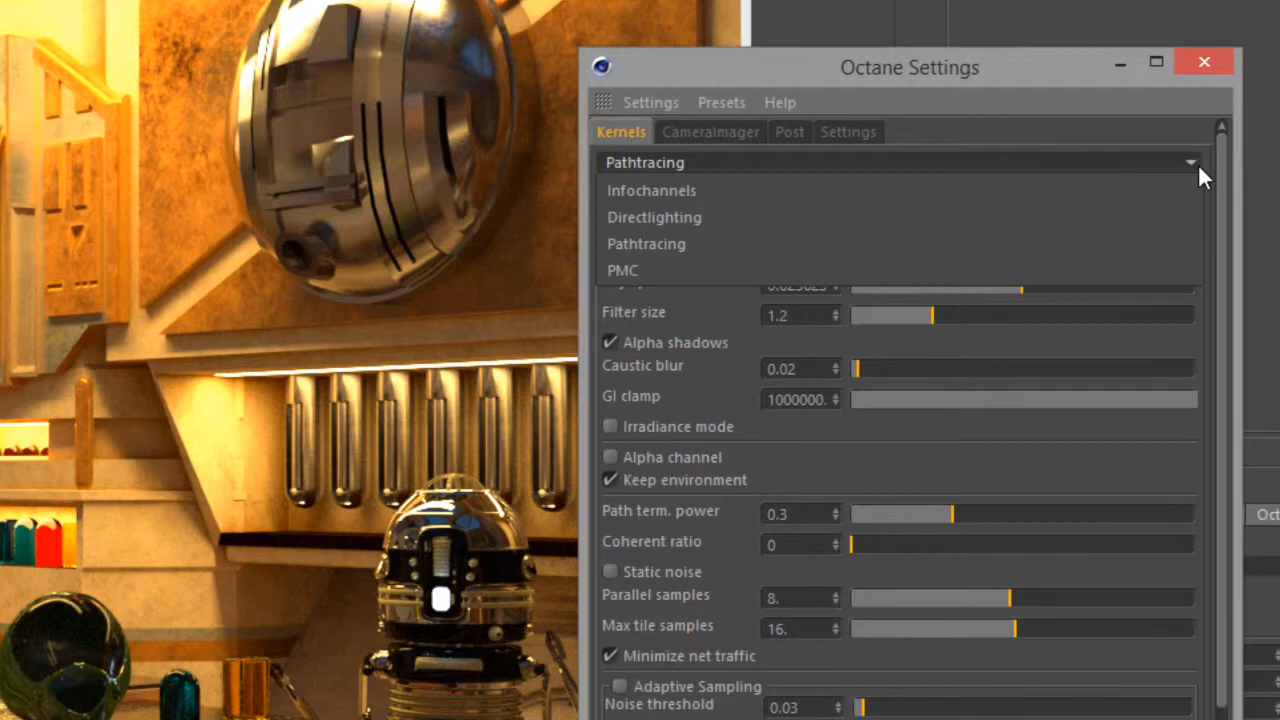 Octane Settings
Settings Presets Help
Kernels CameraImager Post Settings
Pathtracing
Infochannels
Directlighting
Pathtracing
PMC
Filter size 1.2
Alpha shadows
Caustic blur 0.02
GI clamp 1000000.
Irradiance mode
Alpha channel
Keep environment
Path term. power 0.3
Oct
Coherent ratio 0
Static noise
Parallel samples 8.
Max tile samples 16.
Minimize net traffic
Adaptive Sampling
Noise threshold 0.03